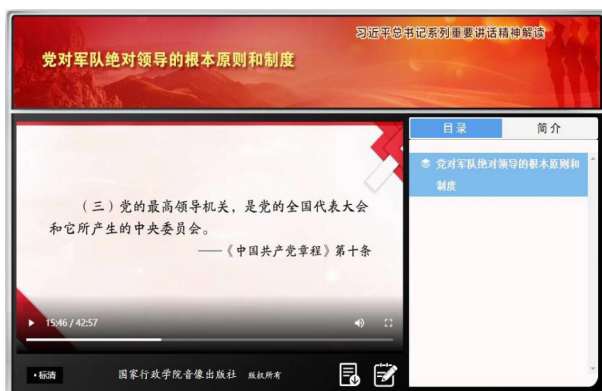 习近平总书记系列重要讲话精神解读
党对军队绝对领导的根本原则和制度
目录
简介
党对军队绝对领导的根本原则和
制度
（三）党的最高领导机关，是党的全国代表大会
和它所产生的中央委员会。
——《中国共产党章程》第十条
15:46 / 42:57
•标清
国家行政学院音像出版社 版权所有